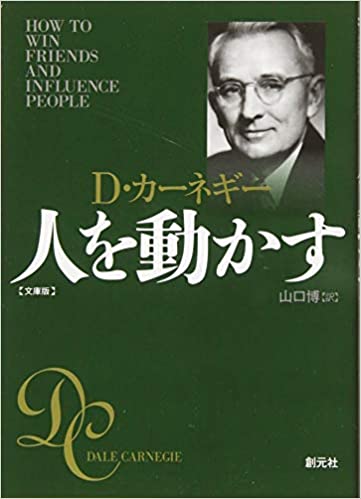 HOW TO
WIN
FRIENDS
AND
INFLUENCE
PEOPLE
D・カーネギー
人を動かす
【文庫版】
山口博【訳】
DC
DALE CARNEGIE
創元社